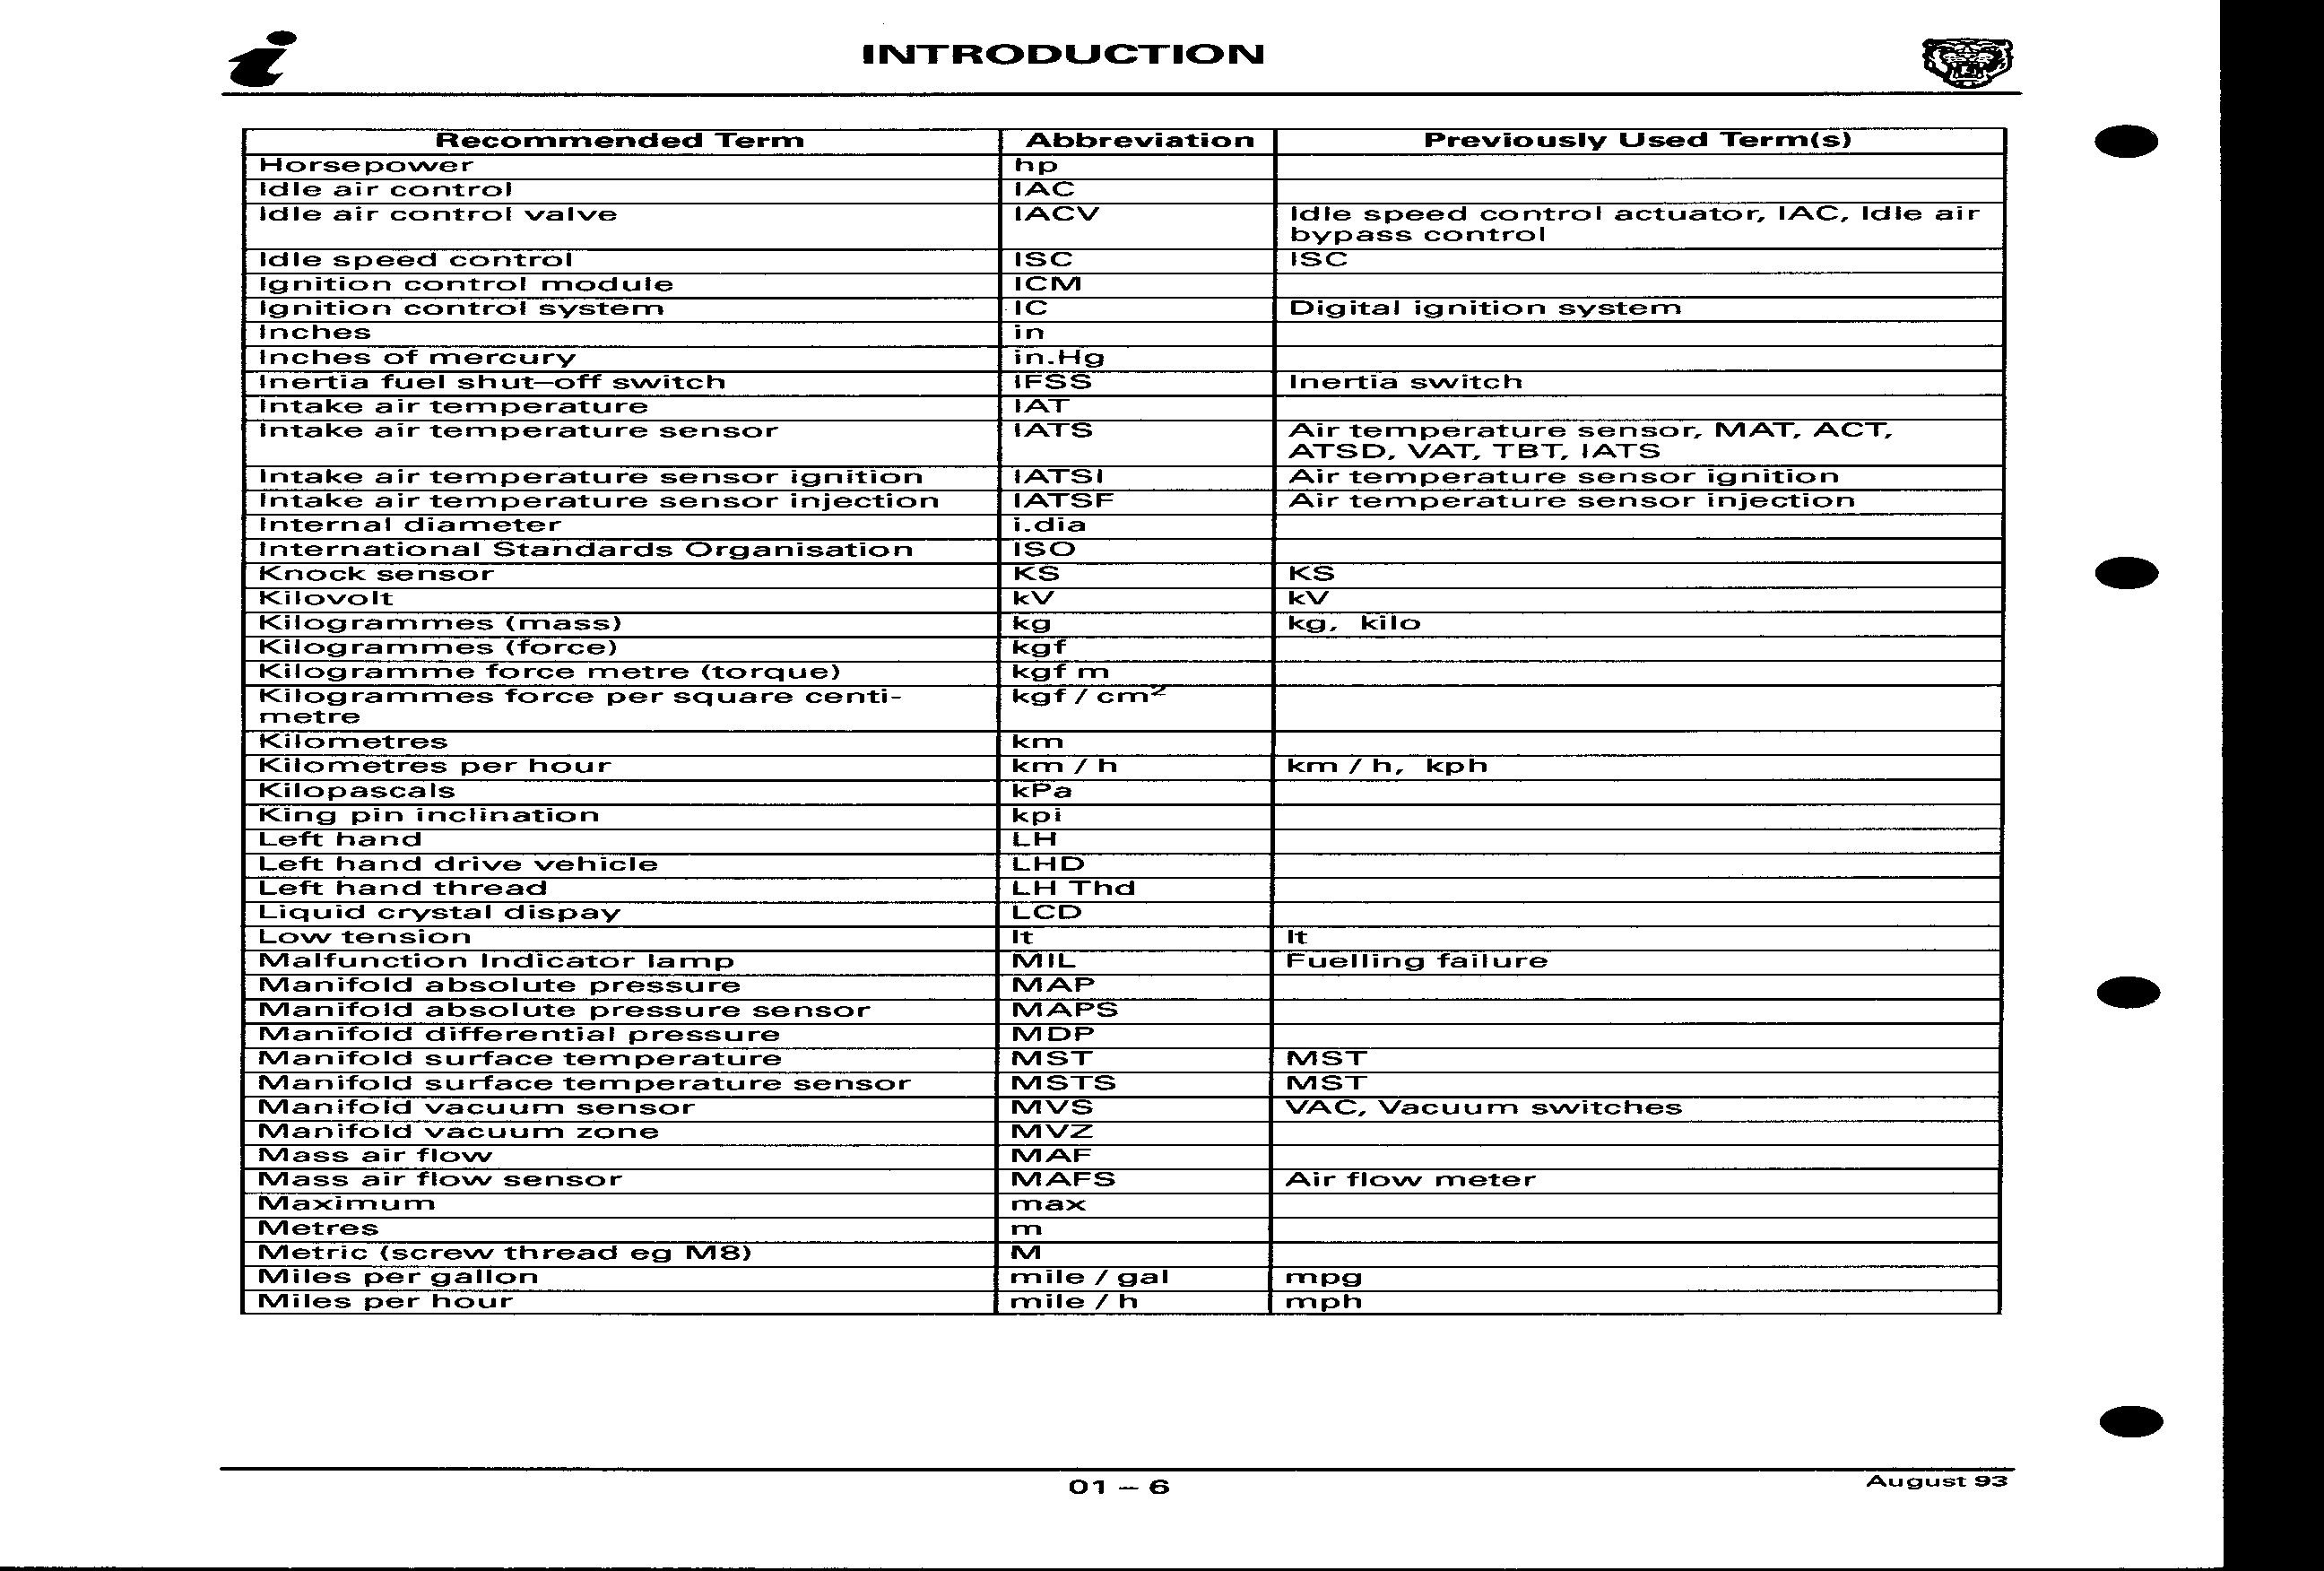 i
INTRODUCTION
Recommended Term Abbreviation Previously Used Term(s)
Horsepower hp
Idle air control IAC
Idle air control valve IACV Idle speed control actuator, IAC, Idle air
bypass control
Idle speed control ISC ISC
Ignition control module ICM
Ignition control system IC Digital ignition system
Inches in
Inches of mercury in.Hg
Inertia fuel shut–off switch IFSS Inertia switch
Intake air temperature IAT
Intake air temperature sensor IATS Air temperature sensor, MAT, ACT,
ATSD, VAT, TBT, IATS
Intake air temperature sensor ignition IATSI Air temperature sensor ignition
Intake air temperature sensor injection IATSF Air temperature sensor injection
Internal diameter i.dia
International Standards Organisation ISO
Knock sensor KS KS
Kilovolt kV kV
Kilogrammes (mass) kg kg, kilo
Kilogrammes (force) kgf
Kilogramme force metre (torque) kgf m
Kilogrammes force per square centi- kgf / cm²
metre
Kilometres km
Kilometres per hour km / h km / h, kph
Kilopascals kPa
King pin inclination kpi
Left hand LH
Left hand drive vehicle LHD
Left hand thread LH Thd
Liquid crystal dispay LCD
Low tension lt lt
Malfunction Indicator lamp MIL Fuelling failure
Manifold absolute pressure MAP
Manifold absolute pressure sensor MAPS
Manifold differential pressure MDP
Manifold surface temperature MST MST
Manifold surface temperature sensor MSTS MST
Manifold vacuum sensor MVS VAC, Vacuum switches
Manifold vacuum zone MVZ
Mass air flow MAF
Mass air flow sensor MAFS Air flow meter
Maximum max
Metres m
Metric (screw thread eg M8) M
Miles per gallon mile / gal mpg
Miles per hour mile / h mph
01 – 6
August 93